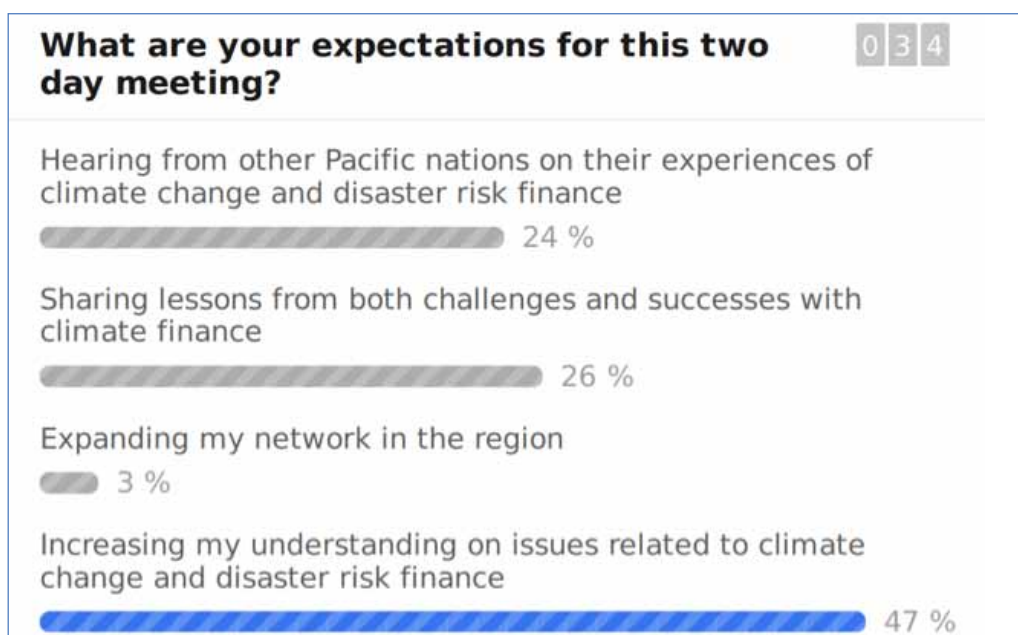 What are your expectations for this two
day meeting?
034
Hearing from other Pacific nations on their experiences of
climate change and disaster risk finance
24 %
Sharing lessons from both challenges and successes with
climate finance
26 %
Expanding my network in the region
3 %
Increasing my understanding on issues related to climate
change and disaster risk finance
47 %